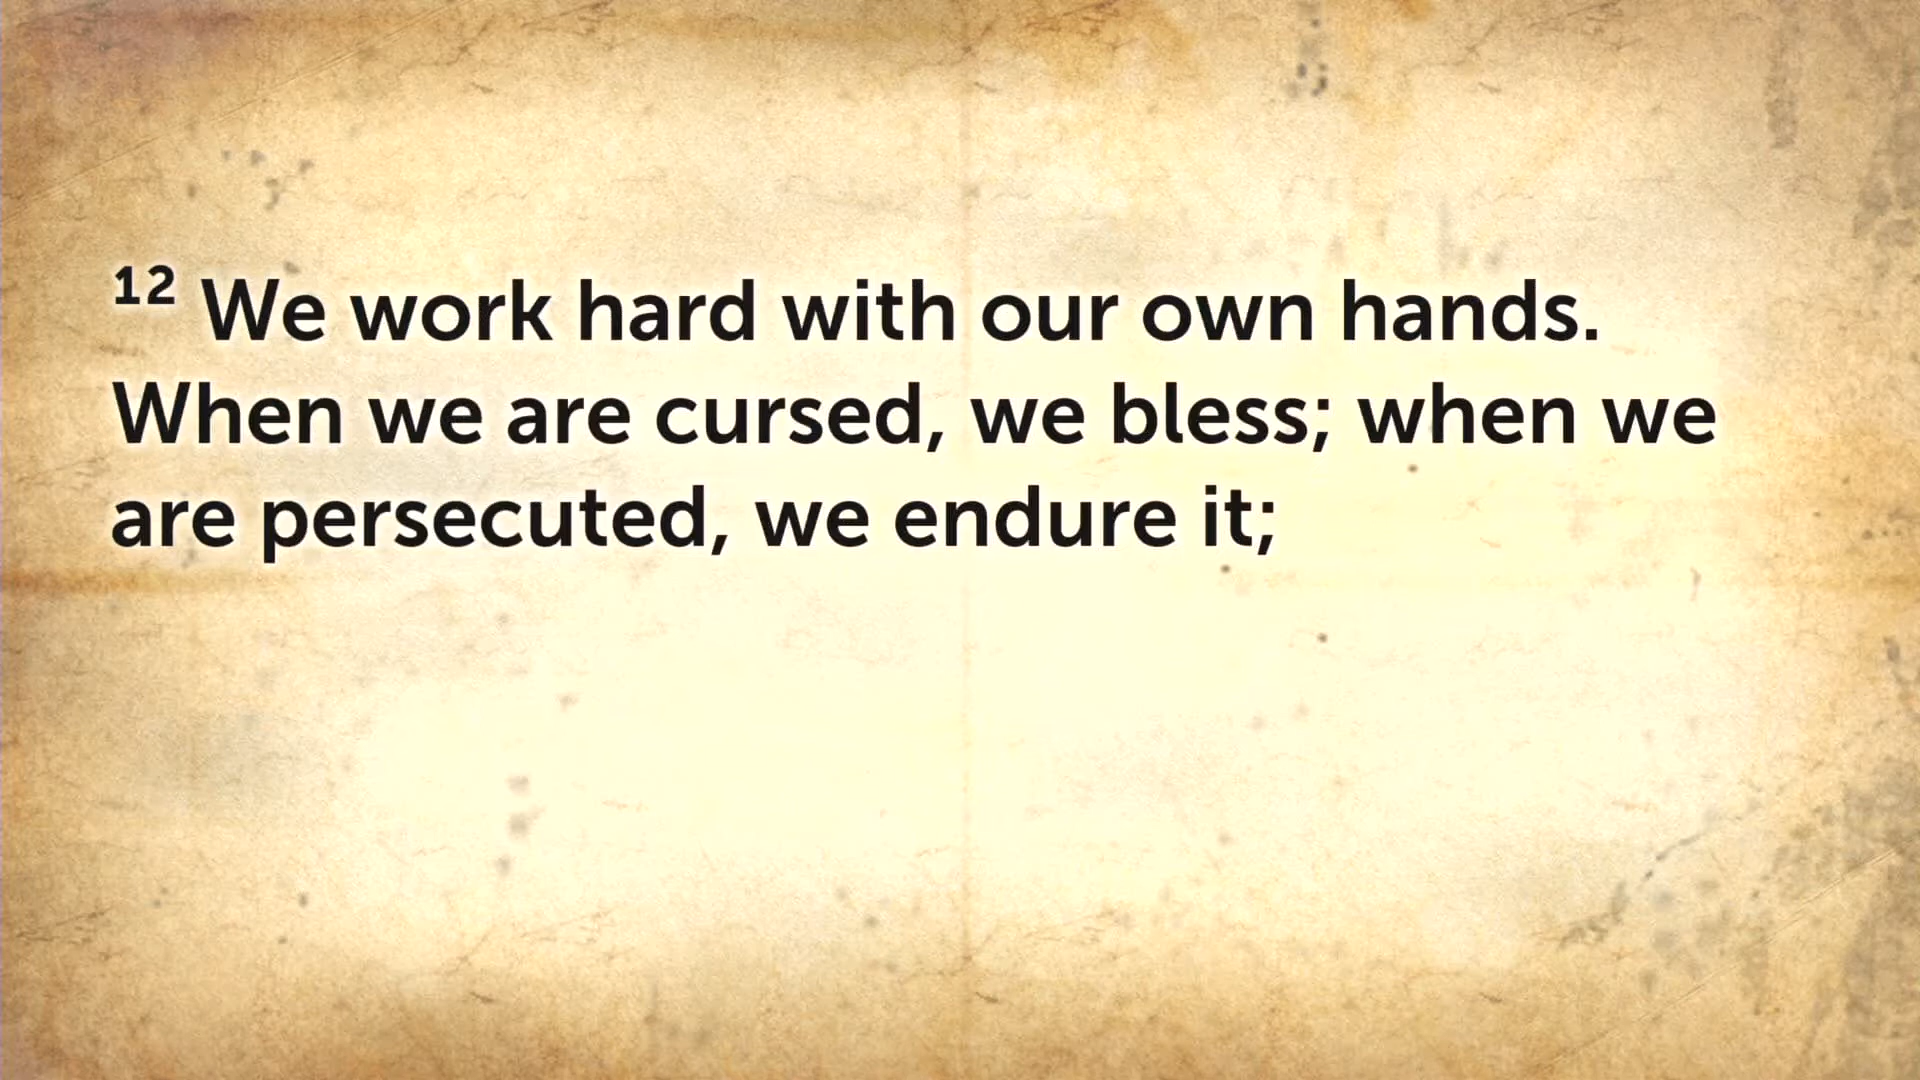 12 We work hard with our own hands.
When we are cursed, we bless; when we
are persecuted, we endure it;